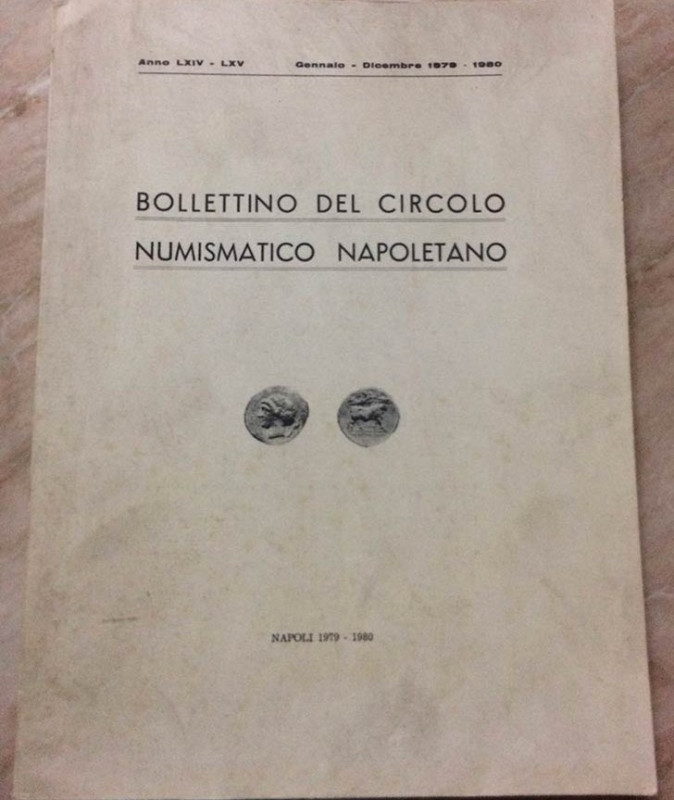 Anno LXIV - LXV Gennaio - Dicembre 1979 - 1980
BOLLETTINO DEL CIRCOLO
NUMISMATICO NAPOLETANO
NAPOLI 1979 - 1980